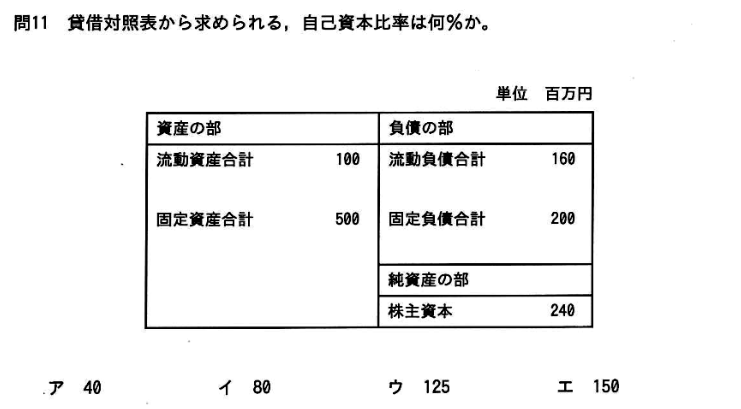 問11 貸借対照表から求められる，自己資本比率は何％か。
単位 百万円
資産の部 負債の部
流動資産合計 100 流動負債合計 160
固定資産合計 500 固定負債合計 200
純資産の部
株主資本 240
ア 40 イ 80 ウ 125 エ 150